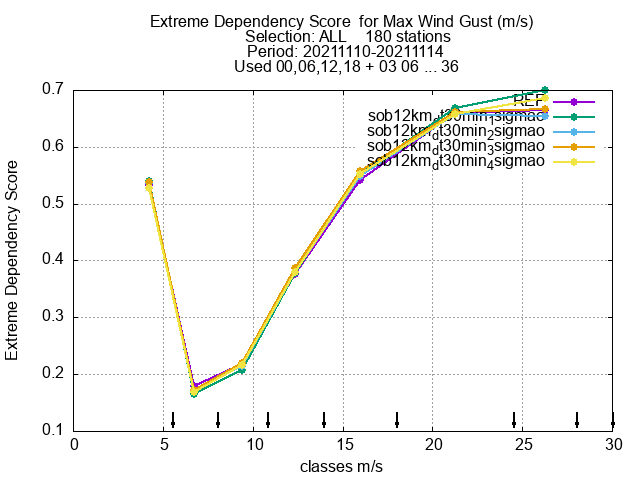 Extreme Dependency Score  for Max Wind Gust (m/s)
Selection: ALL    180 stations
Period: 20211110-20211114
Used 00,06,12,18 + 03 06 ... 36
REF
sob12km_dt30min_1sigmao
sob12km_dt30min_2sigmao
sob12km_dt30min_3sigmao
sob12km_dt30min_4sigmao
Extreme Dependency Score
0.7
0.6
0.5
0.4
0.3
0.2
0.1
0 5 10 15 20 25 30
classes m/s